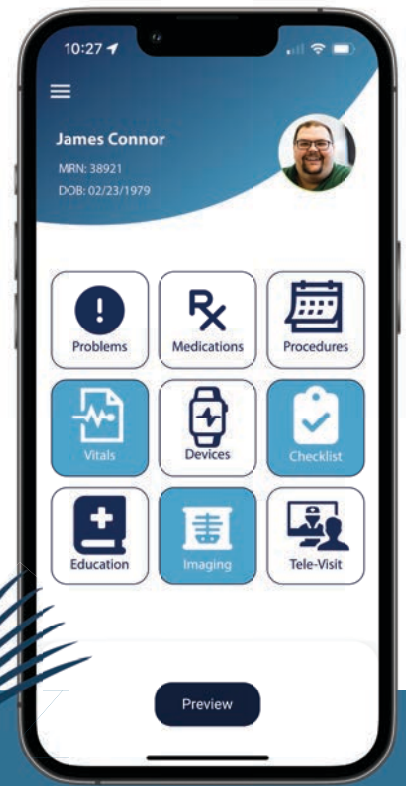 10:27
James Connor
MRN: 38921
DOB: 02/23/1979
Problems
Rx
Medications
Procedures
Vitals
Devices
Checklist
Education
Imaging
Tele-Visit
Preview